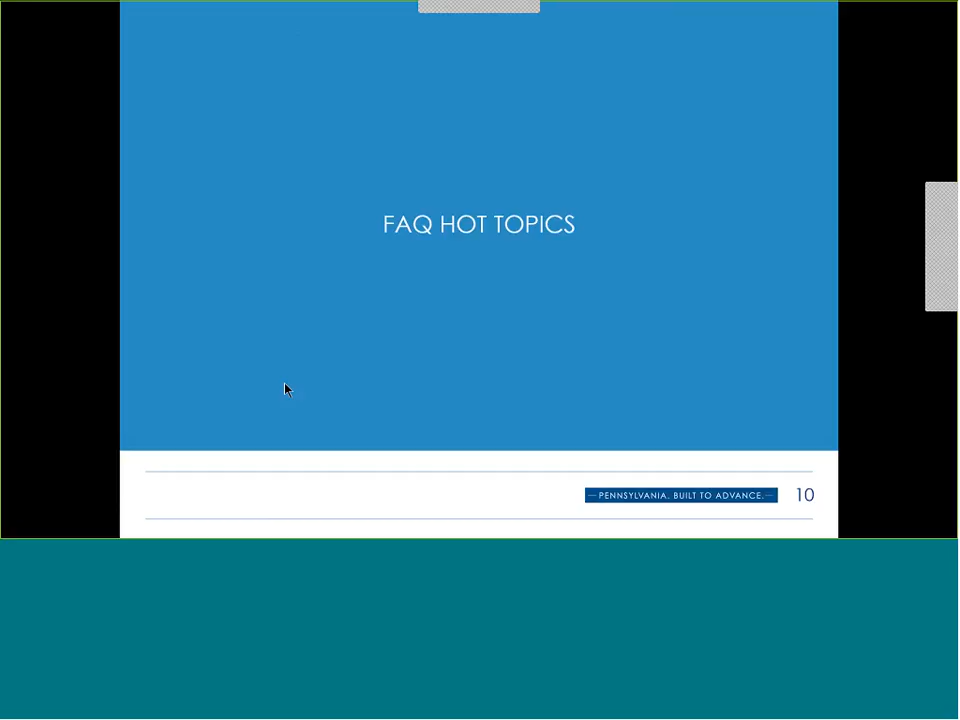 FAQ HOT TOPICS
— PENNSYLVANIA. BUILT TO ADVANCE. —
10